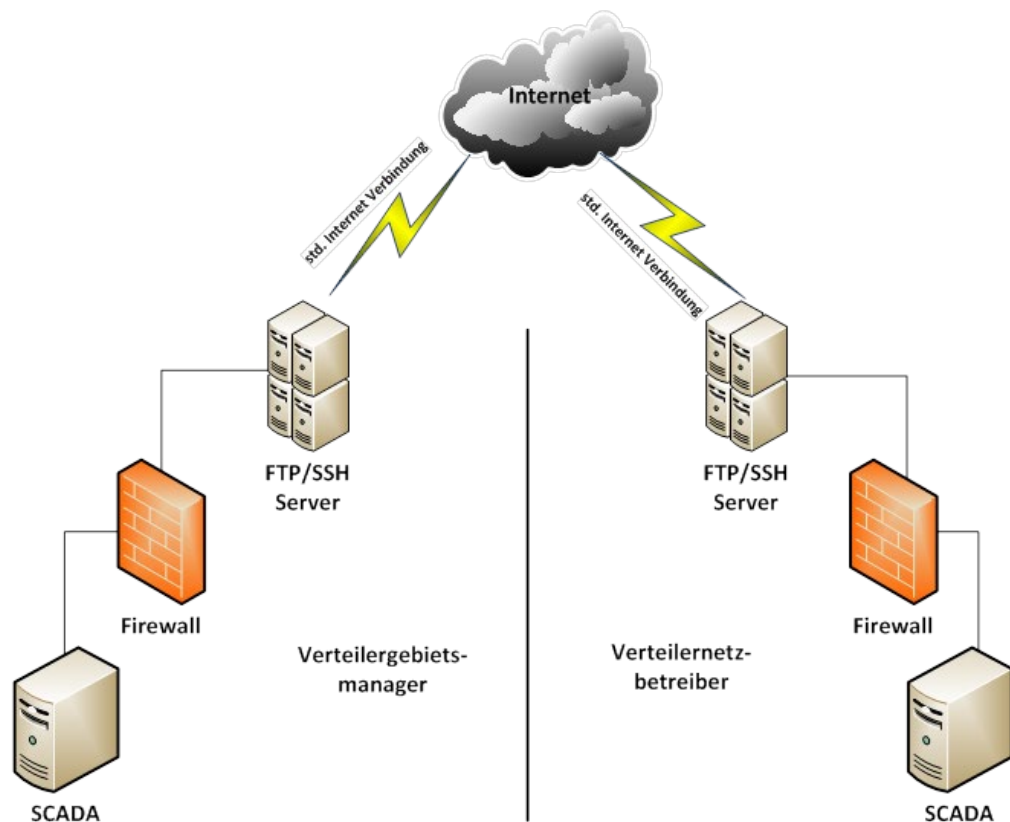 Internet
std. Internet Verbindung
std. Internet Verbindung
FTP/SSH
Server
FTP/SSH
Server
Firewall
Firewall
Verteilergebiets-
manager
Verteilernetz-
betreiber
SCADA
SCADA